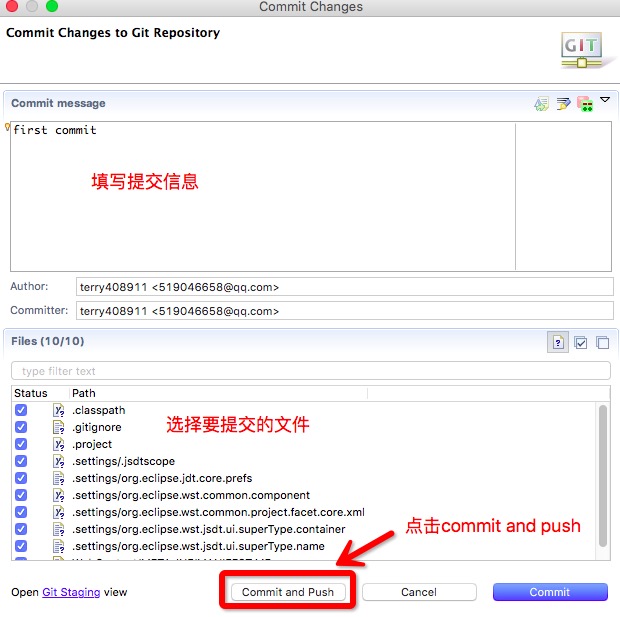 Commit Changes
Commit Changes to Git Repository
GIT
Commit message
first commit
填写提交信息
Author: terry408911 <519046658@qq.com>
Committer: terry408911 <519046658@qq.com>
Files (10/10)
type filter text
Status Path
.classpath
.gitignore
选择要提交的文件
.project
.settings/.jsdtscope
.settings/org.eclipse.jdt.core.prefs
.settings/org.eclipse.wst.common.component
.settings/org.eclipse.wst.common.project.facet.core.xml
.settings/org.eclipse.wst.jsdt.ui.superType.container
点击commit and push
.settings/org.eclipse.wst.jsdt.ui.superType.name
Open Git Staging view
Commit and Push
Cancel
Commit